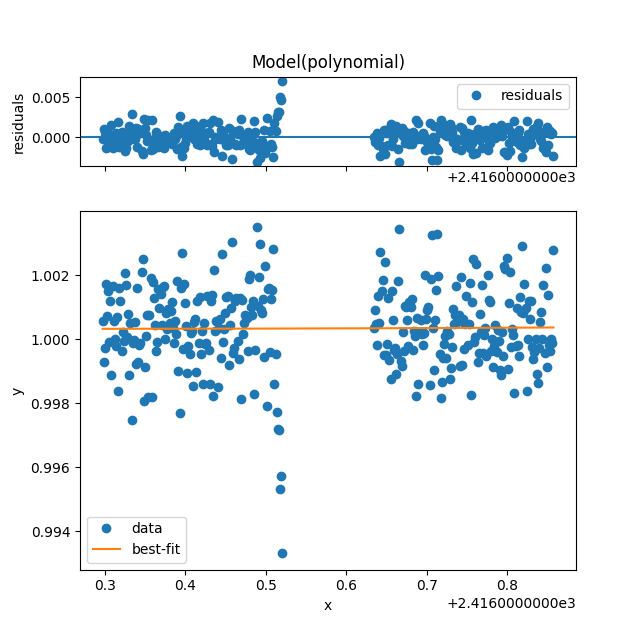 Model(polynomial)
residuals
0.005
0.000
residuals
+2.4160000000e3
y
1.002
1.000
0.998
0.996
0.994
data
best-fit
0.3 0.4 0.5 0.6 0.7 0.8
x
+2.4160000000e3